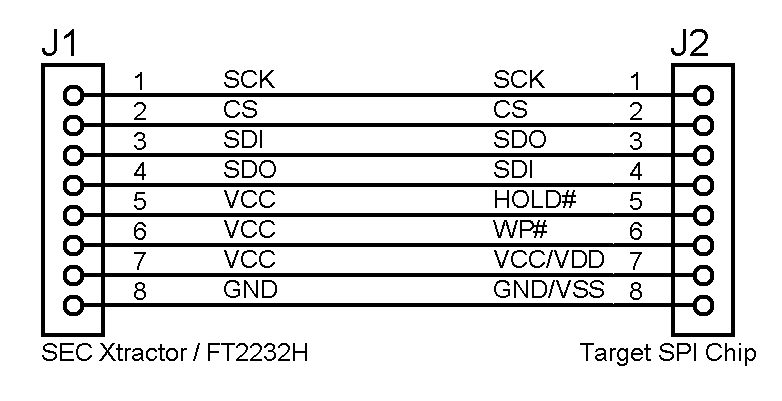 J1 J2
1 SCK SCK 1
2 CS CS 2
3 SDI SDO 3
4 SDO SDI 4
5 VCC HOLD# 5
6 VCC WP# 6
7 VCC VCC/VDD 7
8 GND GND/VSS 8
SEC Xtractor / FT2232H Target SPI Chip